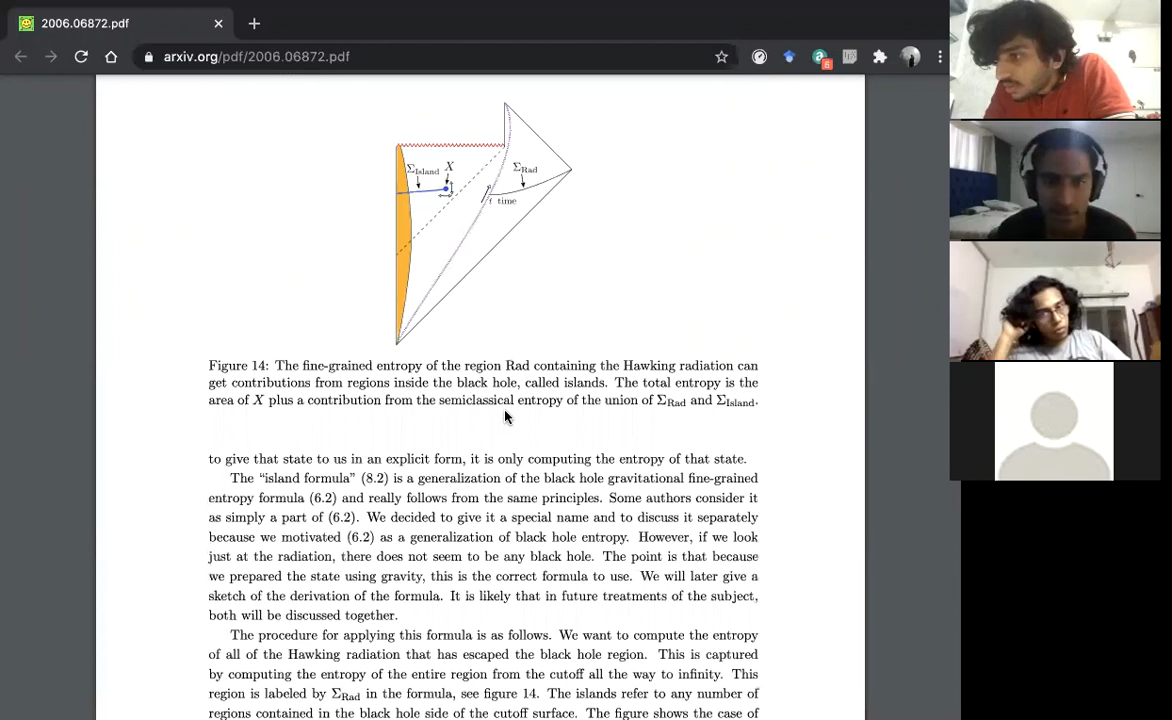 2006.06872.pdf
arxiv.org/pdf/2006.06872
6
Σ_Island X Σ_Rad
t time
Figure 14: The fine-grained entropy of the region Rad containing the Hawking radiation can
get contributions from regions inside the black hole, called islands. The total entropy is the
area of X plus a contribution from the semiclassical entropy of the union of Σ_Rad and Σ_Island.
to give that state to us in an explicit form, it is only computing the entropy of that state.
The “island formula” (8.2) is a generalization of the black hole gravitational fine-grained
entropy formula (6.2) and really follows from the same principles. Some authors consider it
as simply a part of (6.2). We decided to give it a special name and to discuss it separately
because we motivated (6.2) as a generalization of black hole entropy. However, if we look
just at the radiation, there does not seem to be any black hole. The point is that because
we prepared the state using gravity, this is the correct formula to use. We will later give a
sketch of the derivation of the formula. It is likely that in future treatments of the subject,
both will be discussed together.
The procedure for applying this formula is as follows. We want to compute the entropy
of all of the Hawking radiation that has escaped the black hole region. This is captured
by computing the entropy of the entire region from the cutoff all the way to infinity. This
region is labeled by Σ_Rad in the formula, see figure 14. The islands refer to any number of
regions contained in the black hole side of the cutoff surface. The figure shows the case of